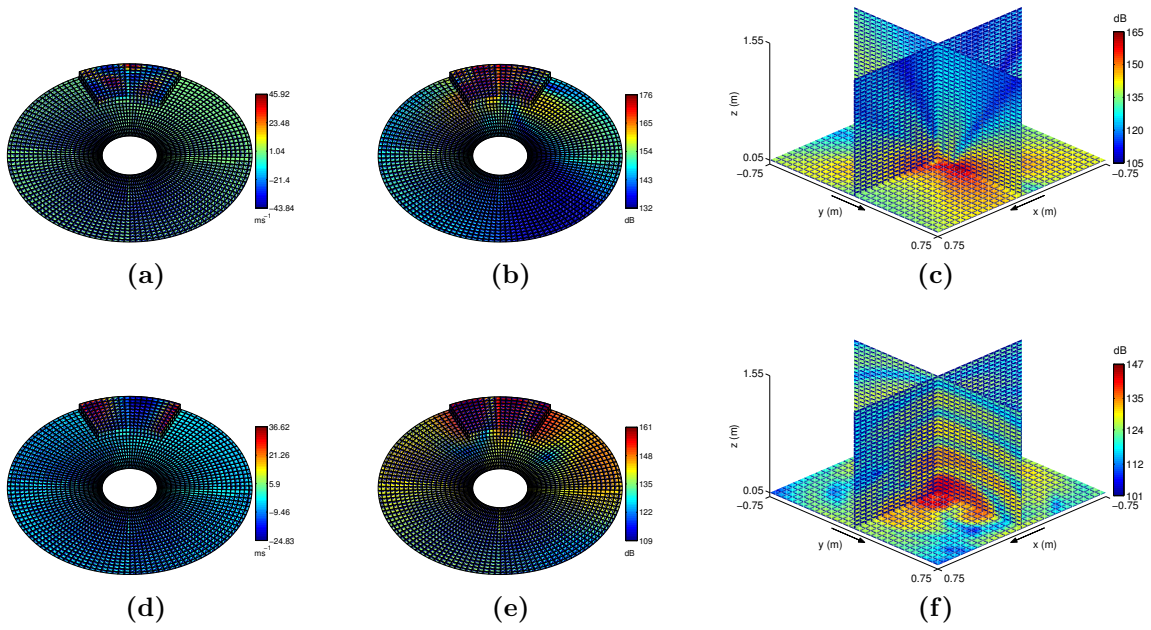 45.92
23.48
1.04
−21.4
−43.84
ms⁻¹
(a)
176
165
154
143
132
dB
(b)
dB
165
150
135
120
105
1.55
z (m)
0.05
−0.75
−0.75
y (m)
x (m)
0.75 0.75
(c)
36.62
21.26
5.9
−9.46
−24.83
ms⁻¹
(d)
161
148
135
122
109
dB
(e)
dB
147
135
124
112
101
1.55
z (m)
0.05
−0.75
−0.75
y (m)
x (m)
0.75 0.75
(f)